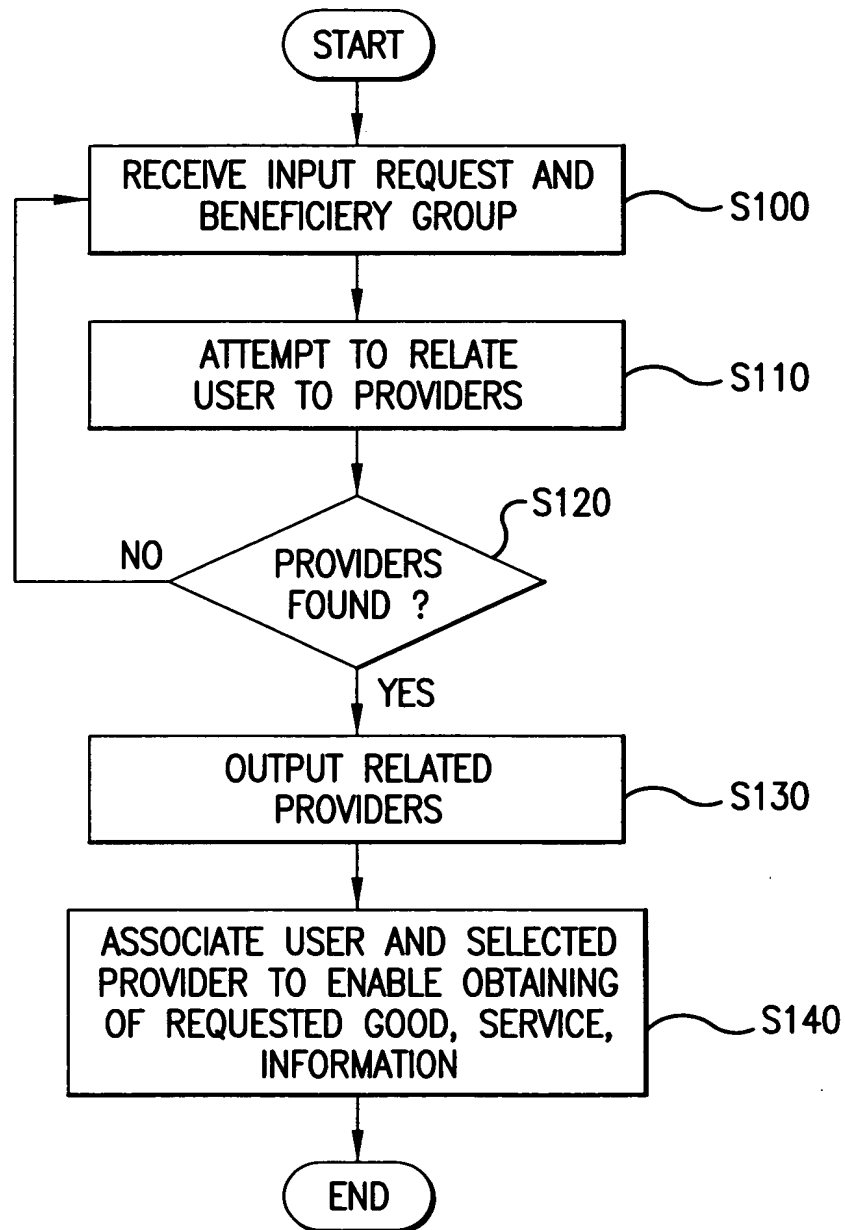 START
RECEIVE INPUT REQUEST AND
BENEFICIERY GROUP
S100
ATTEMPT TO RELATE
USER TO PROVIDERS
S110
S120
NO
PROVIDERS
FOUND ?
YES
OUTPUT RELATED
PROVIDERS
S130
ASSOCIATE USER AND SELECTED
PROVIDER TO ENABLE OBTAINING
OF REQUESTED GOOD, SERVICE,
INFORMATION
S140
END